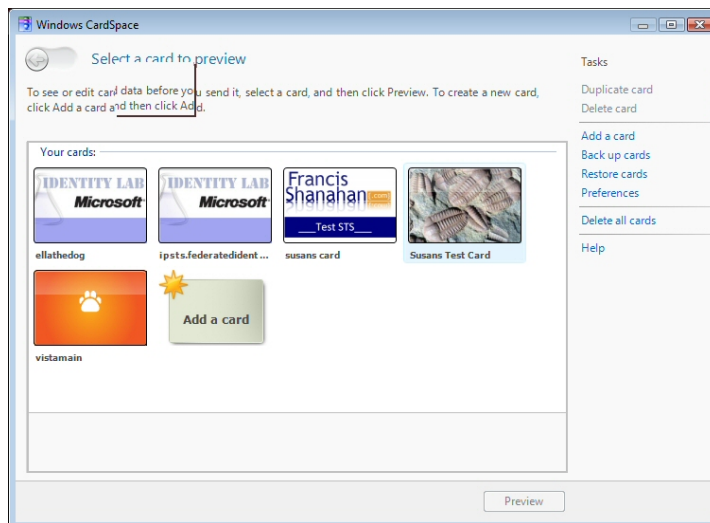 Windows CardSpace
Select a card to preview
Tasks
To see or edit card data before you send it, select a card, and then click Preview. To create a new card,
click Add a card and then click Add.
Duplicate card
Delete card
Add a card
Back up cards
Restore cards
Preferences
Delete all cards
Help
Your cards:
IDENTITY LAB
Microsoft
IDENTITY LAB
Microsoft
Francis
Shanahan.com
Test STS
ellathedog
ipsts.federatedident...
susans card
Susans Test Card
Add a card
vistamain
Preview